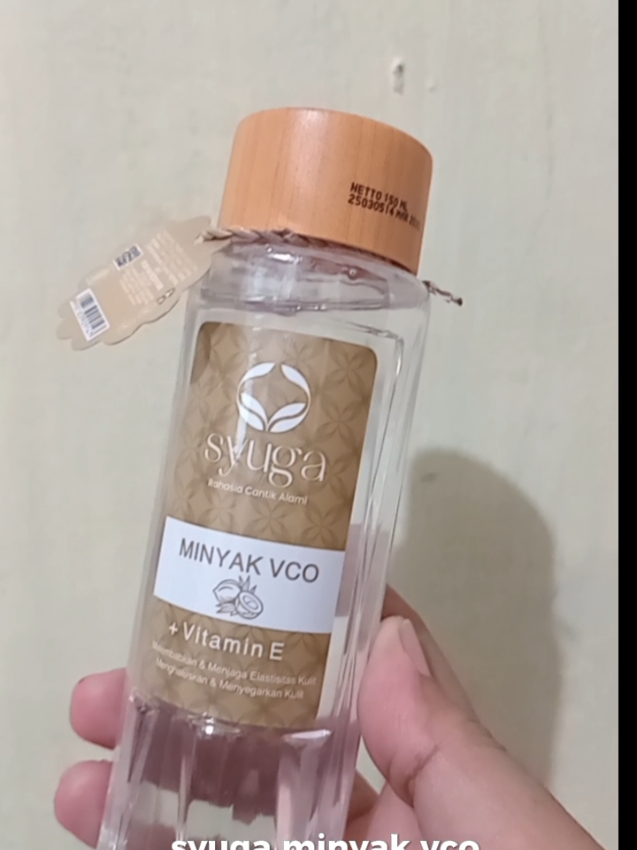 NETTO 150 ML
syuga
Rahasia Cantik Alami
MINYAK VCO
+ Vitamin E
Melembabkan & Menjaga Elastistas Kulit
Menghaluskan & Menyegarkan Kulit
syuga minyak vco